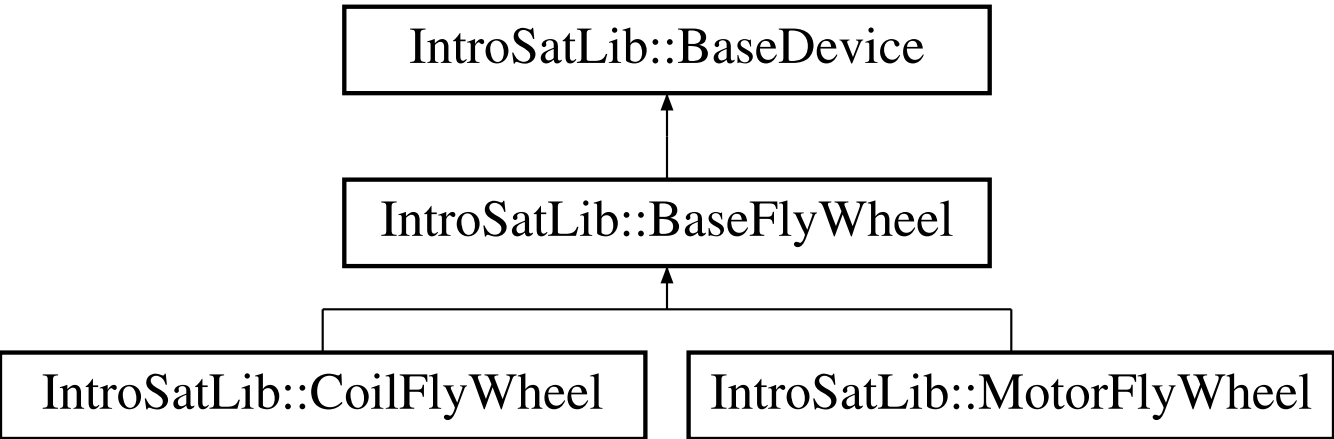 IntroSatLib::BaseDevice
IntroSatLib::BaseFlyWheel
IntroSatLib::CoilFlyWheel
IntroSatLib::MotorFlyWheel